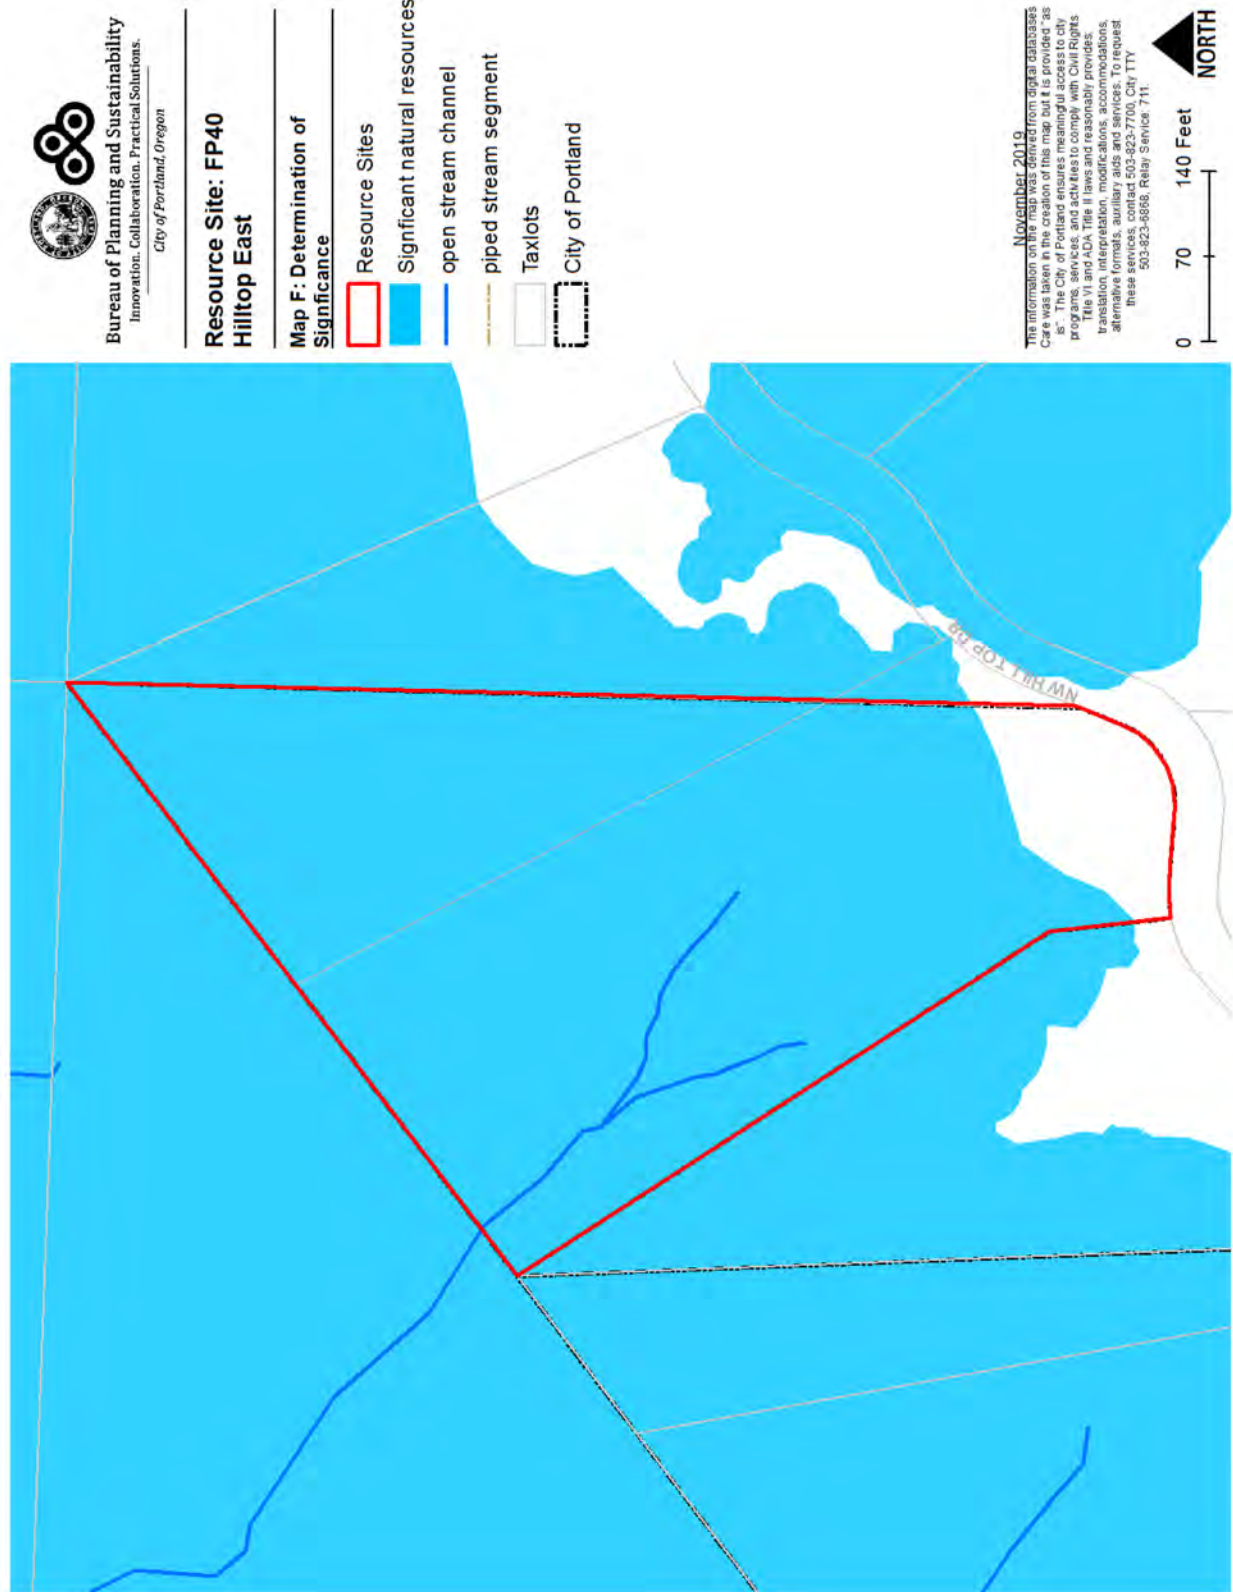 Bureau of Planning and Sustainability
Innovation. Collaboration. Practical Solutions.
City of Portland, Oregon
Resource Site: FP40
Hilltop East
Map F: Determination of
Signficance
Resource Sites
Signficant natural resources
open stream channel
piped stream segment
Taxlots
City of Portland
November 2019
The information on the map was derived from digital databases
Care was taken in the creation of this map but it is provided "as
is". The City of Portland ensures meaningful access to city
programs, services, and activities to comply with Civil Rights
Title VI and ADA Title II laws and reasonably provides:
translation, interpretation, modifications, accommodations,
alternative formats, auxiliary aids and services. To request
these services, contact 503-823-7700, City TTY
503-823-6868, Relay Service: 711.
0 70 140 Feet
NORTH
NW HILL TOP DR